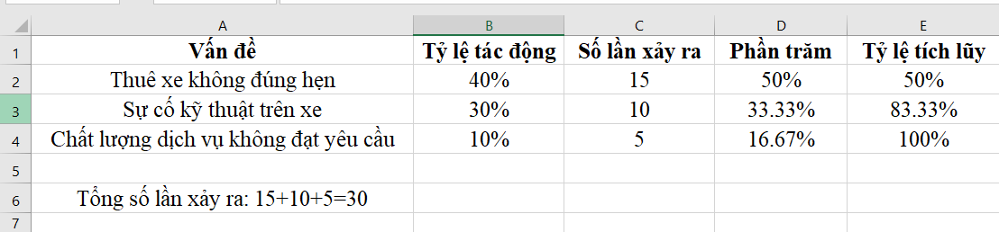 A B C D E
1 Vấn đề Tỷ lệ tác động Số lần xảy ra Phần trăm Tỷ lệ tích lũy
2 Thuê xe không đúng hẹn 40% 15 50% 50%
3 Sự cố kỹ thuật trên xe 30% 10 33.33% 83.33%
4 Chất lượng dịch vụ không đạt yêu cầu 10% 5 16.67% 100%
5
6 Tổng số lần xảy ra: 15+10+5=30
7